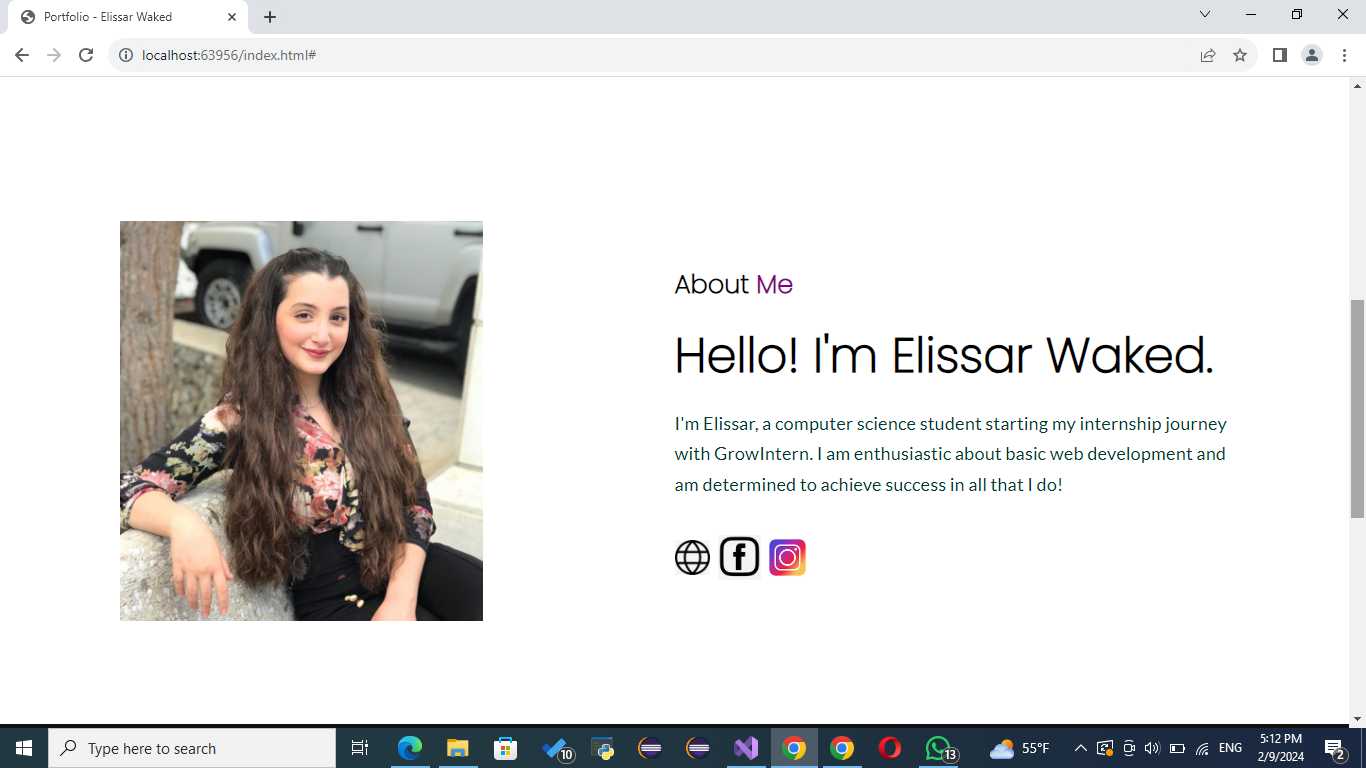 Portfolio - Elissar Waked
localhost:63956/index.html#
About Me
Hello! I'm Elissar Waked.
I'm Elissar, a computer science student starting my internship journey
with GrowIntern. I am enthusiastic about basic web development and
am determined to achieve success in all that I do!
Type here to search
10
13
55°F
ENG
5:12 PM
2/9/2024
2